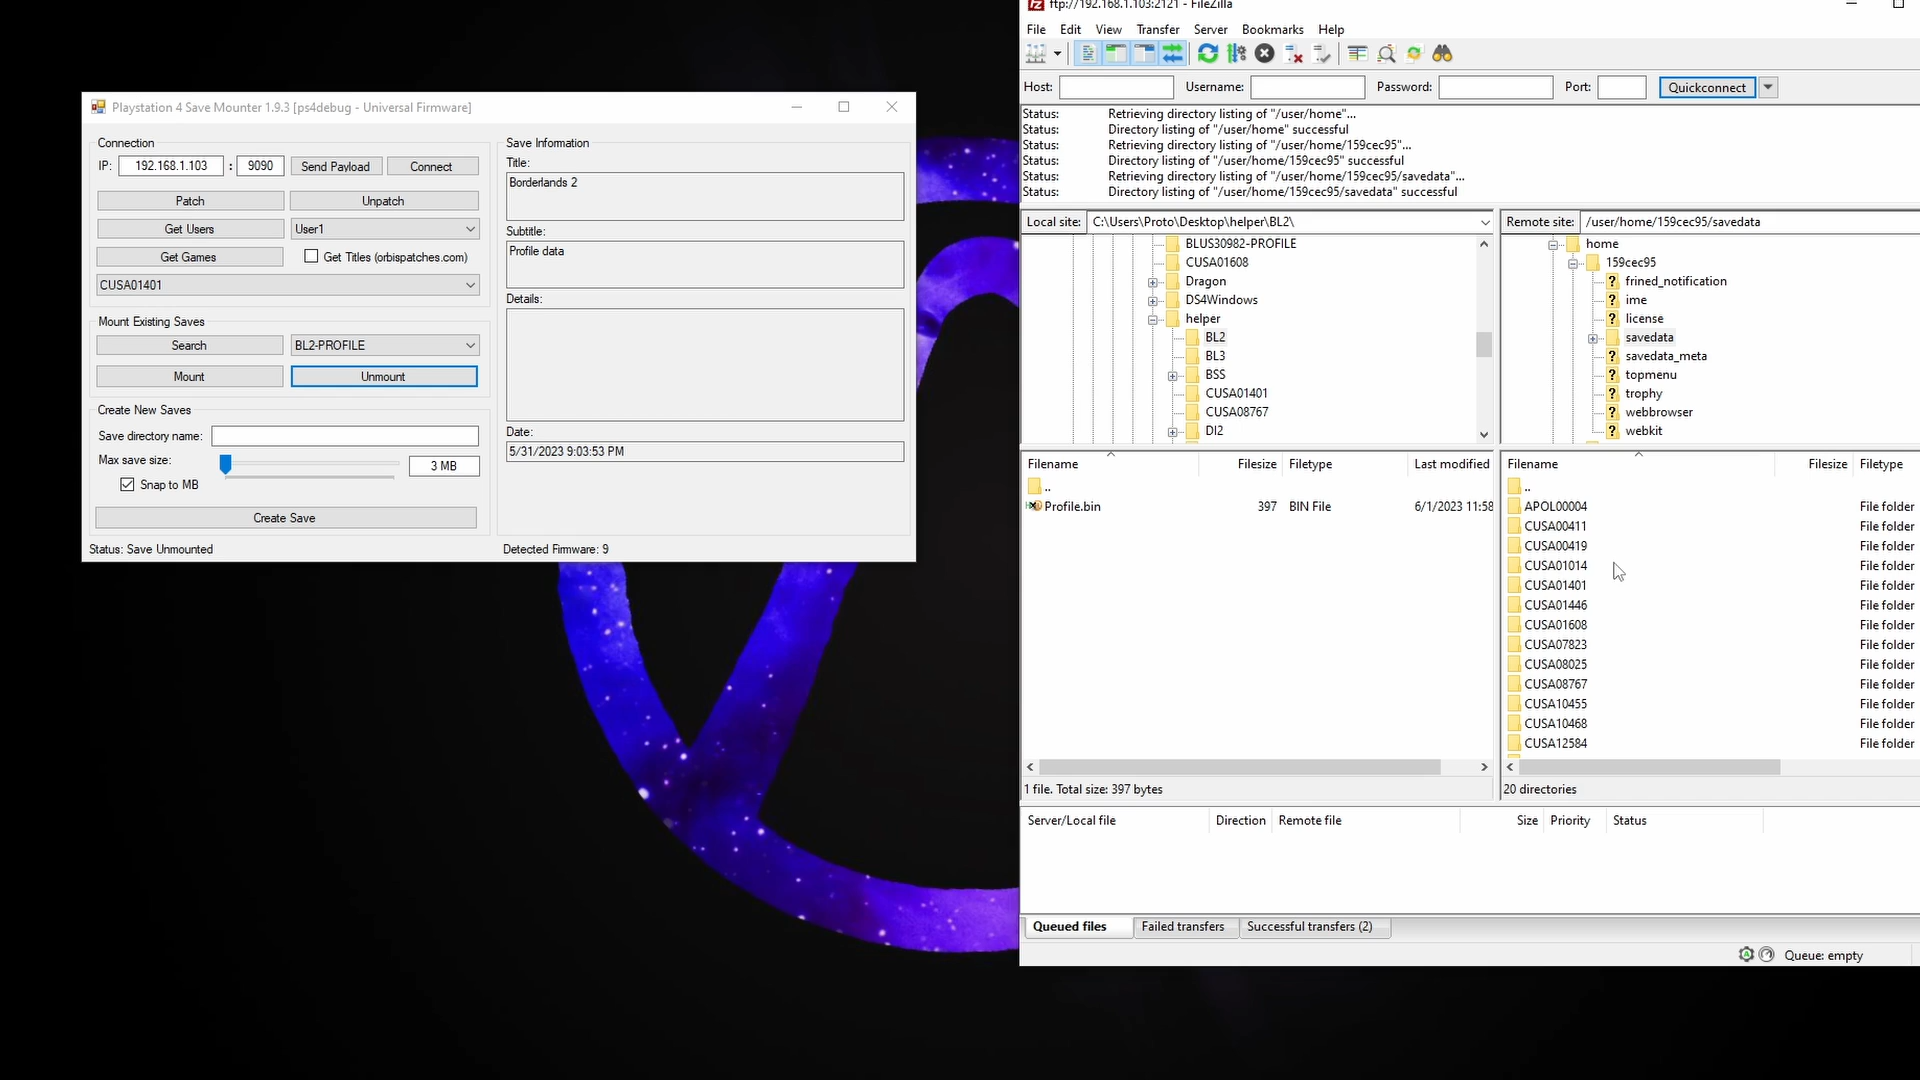 Playstation 4 Save Mounter 1.9.3 [ps4debug - Universal Firmware]
Connection
IP: 192.168.1.103 : 9090 Send Payload Connect
Patch Unpatch
Get Users User1
Get Games Get Titles (orbispatches.com)
CUSA01401
Mount Existing Saves
Search BL2-PROFILE
Mount Unmount
Create New Saves
Save directory name:
Max save size: 3 MB
Snap to MB
Create Save
Status: Save Unmounted
Save Information
Title:
Borderlands 2
Subtitle:
Profile data
Details:
Date:
5/31/2023 9:03:53 PM
Detected Firmware: 9
ftp://192.168.1.103:2121 - FileZilla
File Edit View Transfer Server Bookmarks Help
Host: Username: Password: Port: Quickconnect
Status: Retrieving directory listing of "/user/home"...
Status: Directory listing of "/user/home" successful
Status: Retrieving directory listing of "/user/home/159cec95"...
Status: Directory listing of "/user/home/159cec95" successful
Status: Retrieving directory listing of "/user/home/159cec95/savedata"...
Status: Directory listing of "/user/home/159cec95/savedata" successful
Local site: C:\Users\Proto\Desktop\helper\BL2\
BLUS30982-PROFILE
CUSA01608
Dragon
DS4Windows
helper
BL2
BL3
BSS
CUSA01401
CUSA08767
DI2
Filename Filesize Filetype Last modified
..
Profile.bin 397 BIN File 6/1/2023 11:58
1 file. Total size: 397 bytes
Remote site: /user/home/159cec95/savedata
home
159cec95
frined_notification
ime
license
savedata
savedata_meta
topmenu
trophy
webbrowser
webkit
Filename Filesize Filetype
..
APOL00004 File folder
CUSA00411 File folder
CUSA00419 File folder
CUSA01014 File folder
CUSA01401 File folder
CUSA01446 File folder
CUSA01608 File folder
CUSA07823 File folder
CUSA08025 File folder
CUSA08767 File folder
CUSA10455 File folder
CUSA10468 File folder
CUSA12584 File folder
20 directories
Server/Local file Direction Remote file Size Priority Status
Queued files Failed transfers Successful transfers (2)
Queue: empty